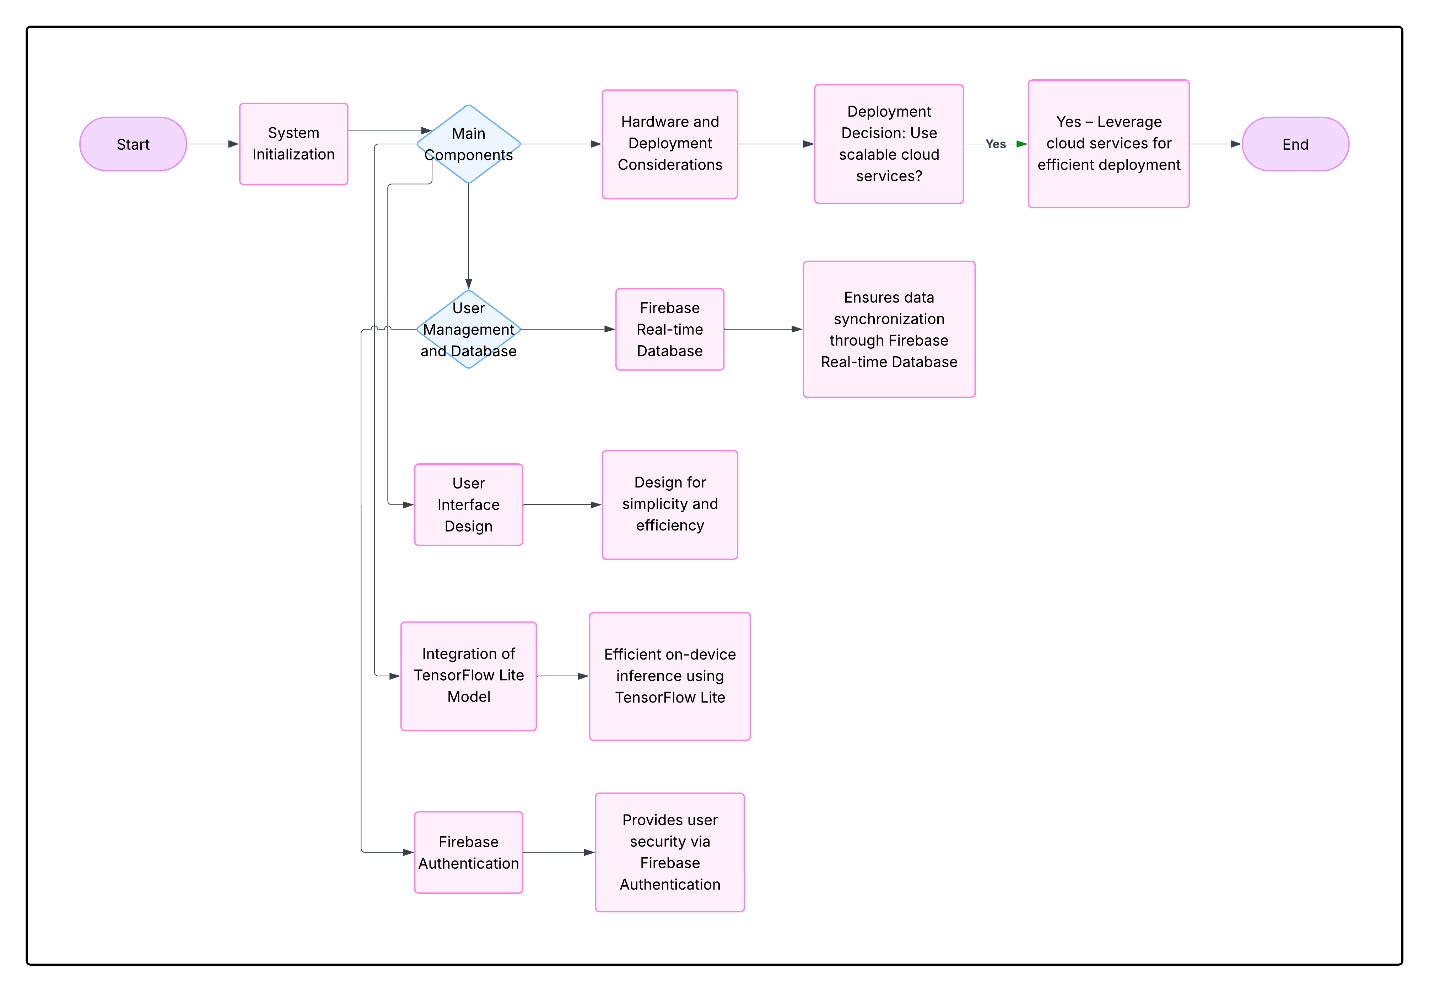 Start
System
Initialization
Main
Components
Hardware and
Deployment
Considerations
Deployment
Decision: Use
scalable cloud
services?
Yes
Yes – Leverage
cloud services for
efficient deployment
End
User
Management
and Database
Firebase
Real-time
Database
Ensures data
synchronization
through Firebase
Real-time Database
User
Interface
Design
Design for
simplicity and
efficiency
Integration of
TensorFlow Lite
Model
Efficient on-device
inference using
TensorFlow Lite
Firebase
Authentication
Provides user
security via
Firebase
Authentication